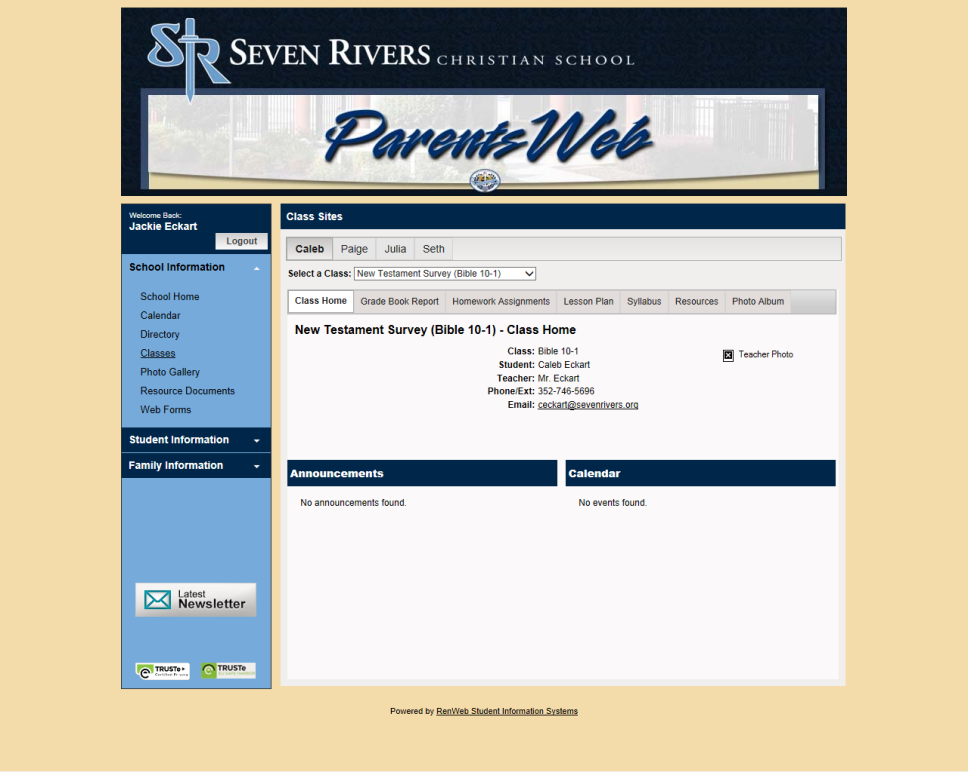 SR SEVEN RIVERS CHRISTIAN SCHOOL
ParentsWeb
Welcome Back:
Jackie Eckart
Logout
School Information
School Home
Calendar
Directory
Classes
Photo Gallery
Resource Documents
Web Forms
Student Information
Family Information
Latest
Newsletter
TRUSTe
Certified Privacy
TRUSTe
Class Sites
Caleb Paige Julia Seth
Select a Class: New Testament Survey (Bible 10-1)
Class Home Grade Book Report Homework Assignments Lesson Plan Syllabus Resources Photo Album
New Testament Survey (Bible 10-1) - Class Home
Class: Bible 10-1
Student: Caleb Eckart
Teacher: Mr. Eckart
Phone/Ext: 352-746-5696
Email: ceckart@sevenrivers.org
Teacher Photo
Announcements
No announcements found.
Calendar
No events found.
Powered by RenWeb Student Information Systems